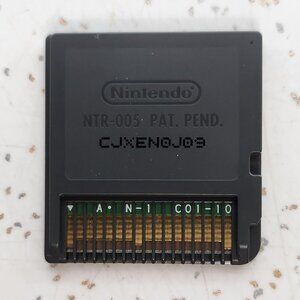 Nintendo
NTR-005 PAT. PEND.
CJXEN0J09
▼ A • N-1 C01-10